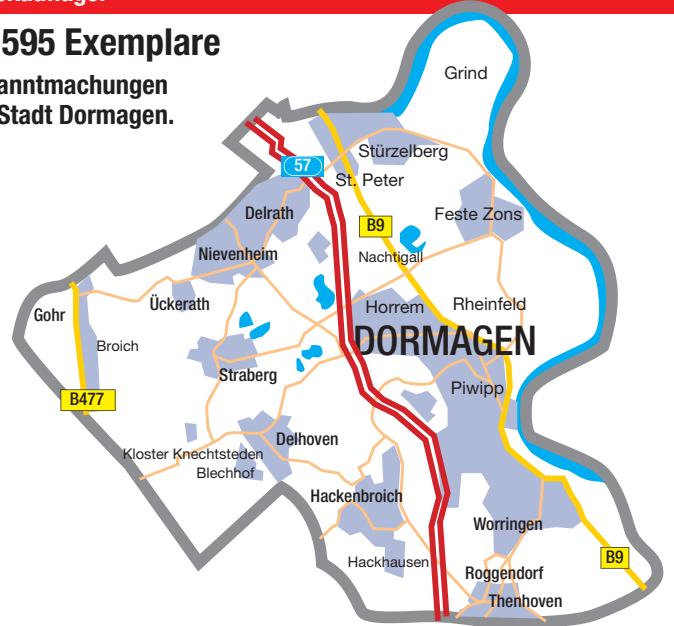 595 Exemplare
Stadt Dormagen.
Grind
Stürzelberg
57
St. Peter
Delrath
Feste Zons
B9
Nievenheim
Nachtigall
Ückerath
Horrem
Rheinfeld
Gohr
Broich
DORMAGEN
Straberg
Piwipp
B477
Delhoven
Kloster Knechtsteden
Blechhof
Hackenbroich
Worringen
Hackhausen
B9
Roggendorf
Thenhoven